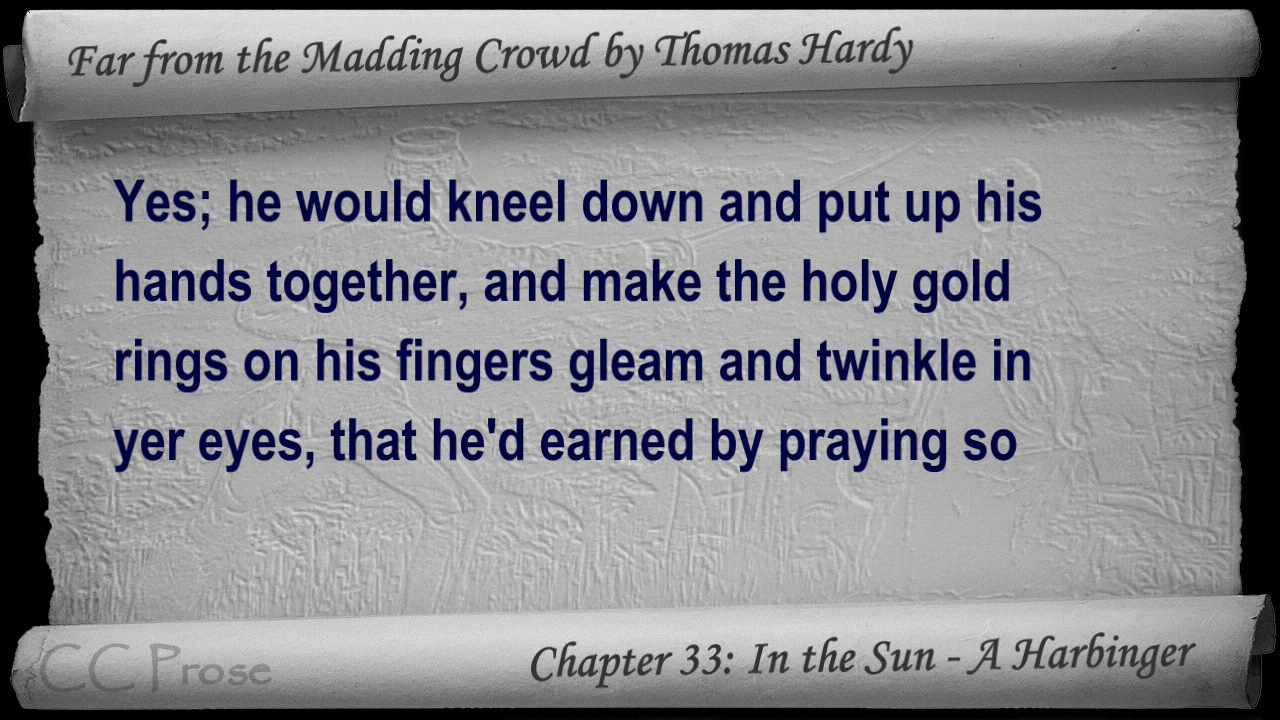 Far from the Madding Crowd by Thomas Hardy
Yes; he would kneel down and put up his
hands together, and make the holy gold
rings on his fingers gleam and twinkle in
yer eyes, that he'd earned by praying so
CC Prose
Chapter 33: In the Sun - A Harbinger